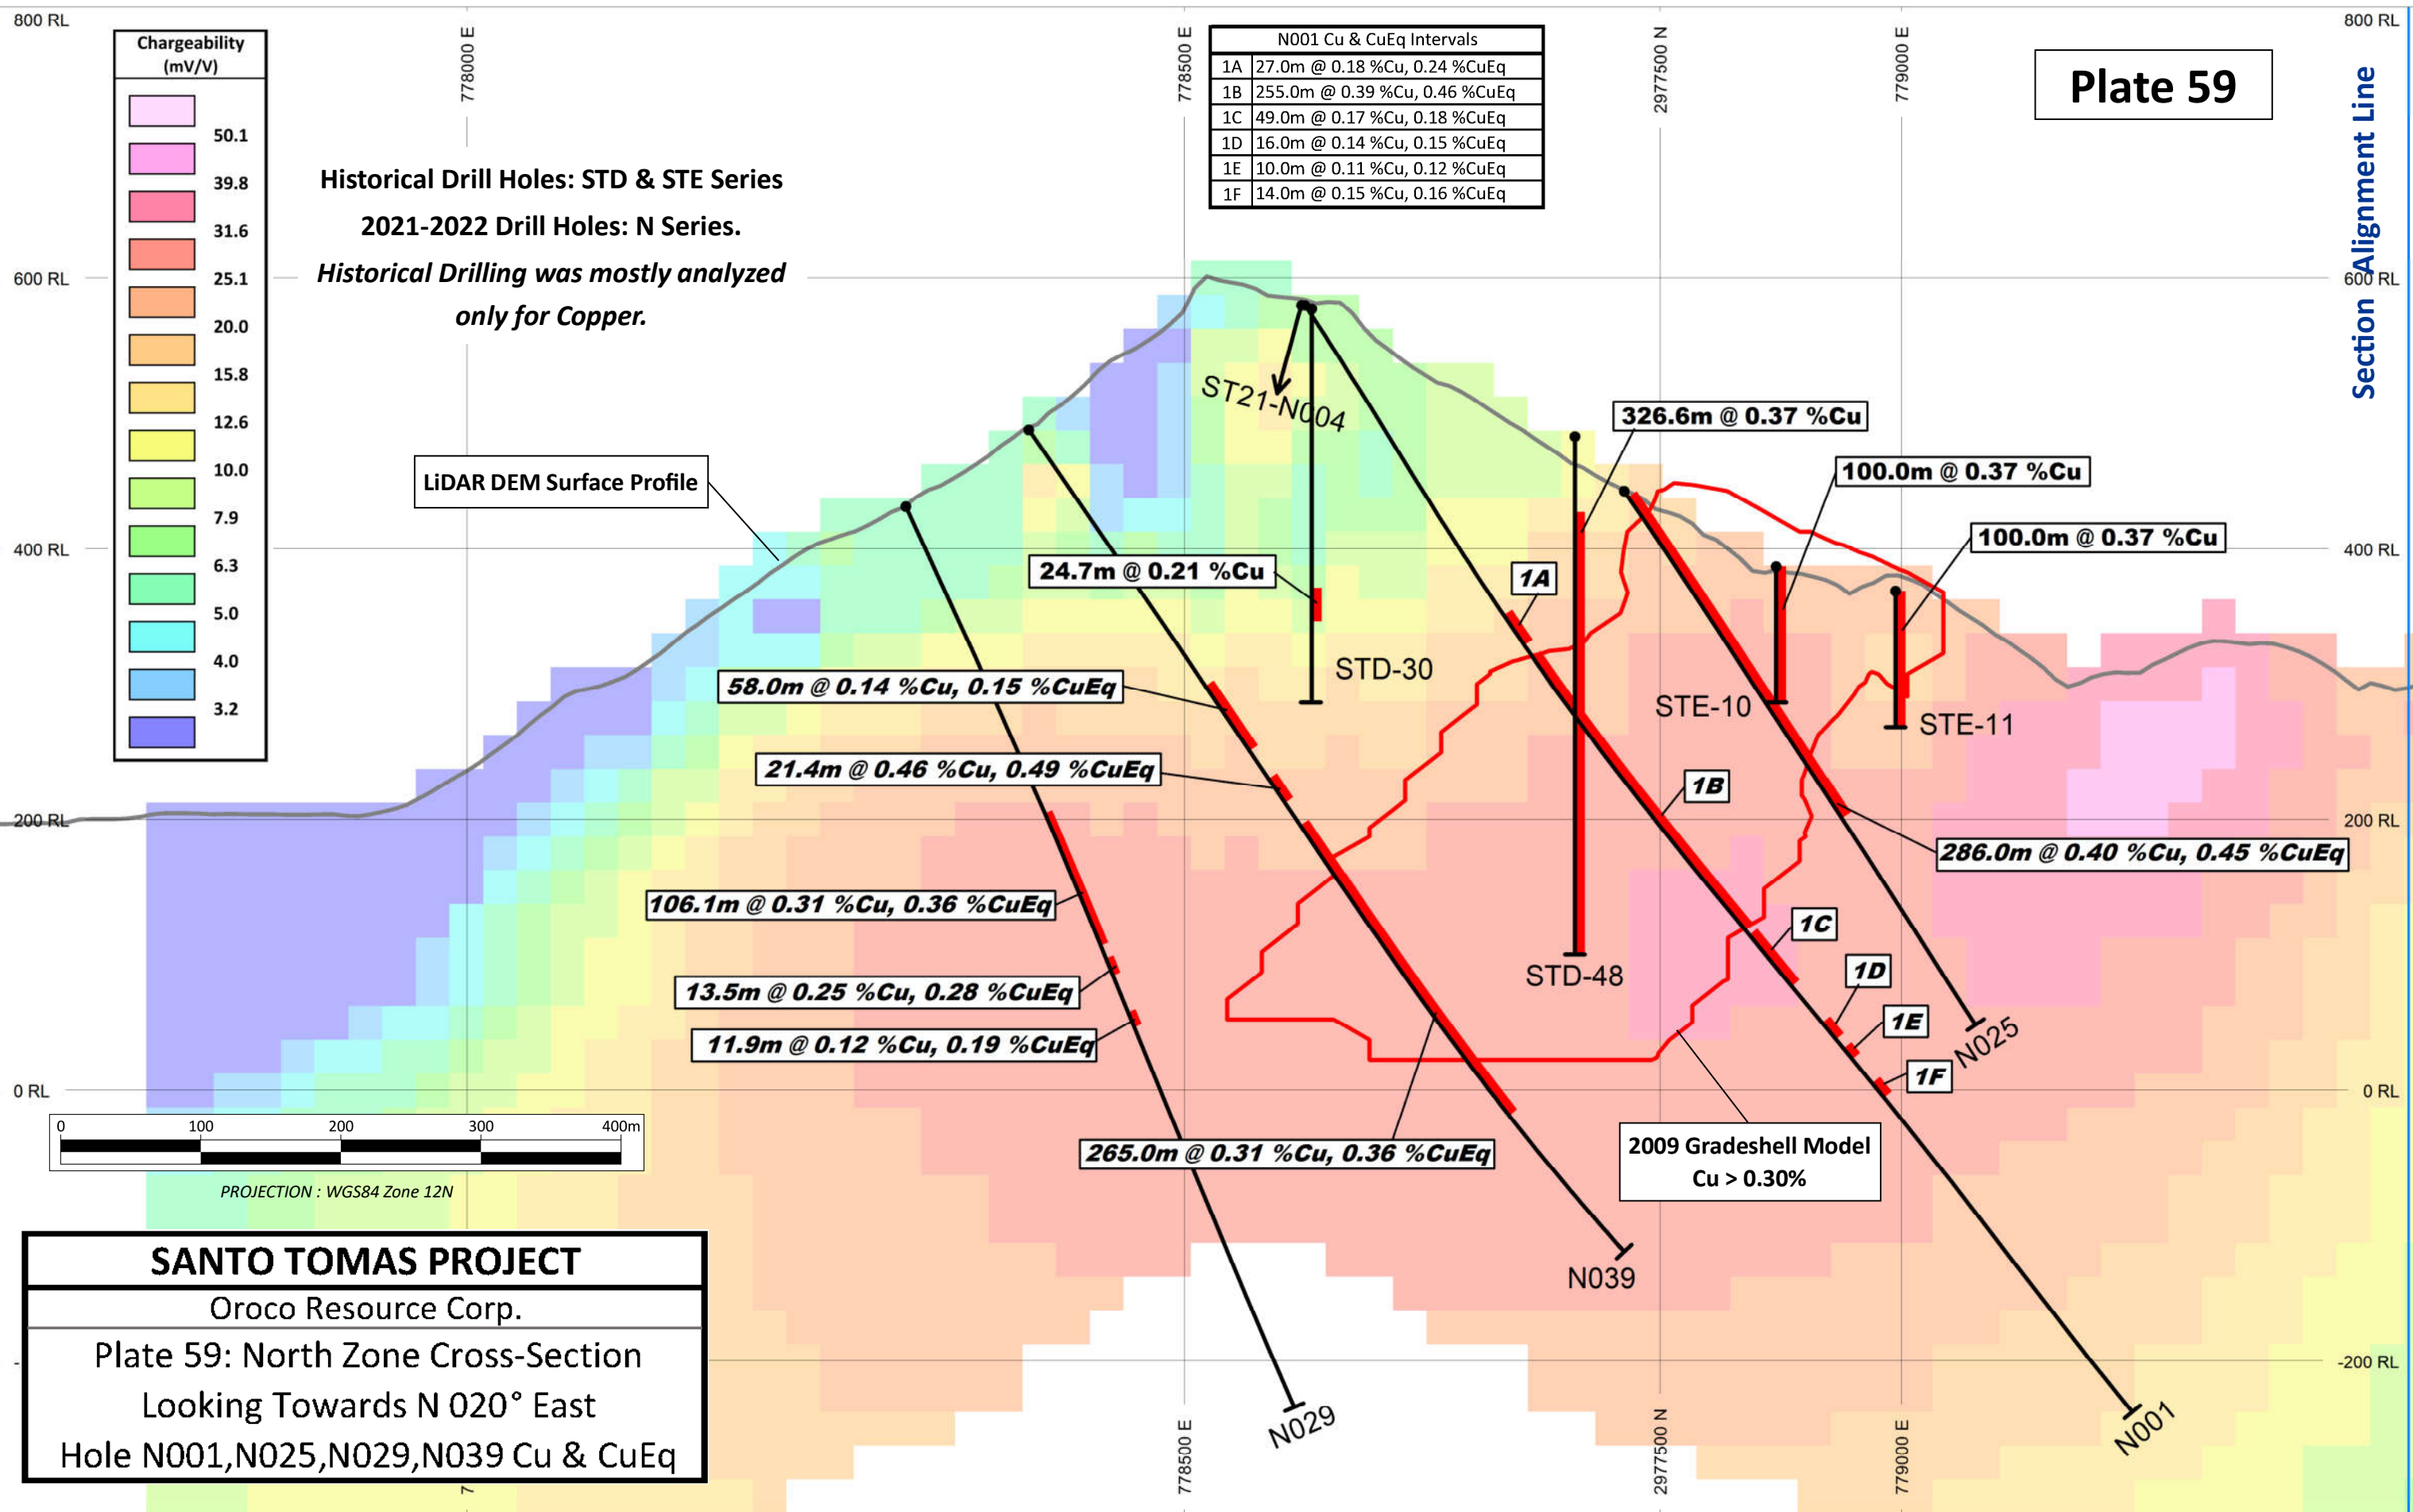 800 RL
800 RL
Chargeability
(mV/V)
50.1
39.8
31.6
25.1
20.0
15.8
12.6
10.0
7.9
6.3
5.0
4.0
3.2
778000 E
778500 E
2977500 N
779000 E
N001 Cu & CuEq Intervals
1A 27.0m @ 0.18 %Cu, 0.24 %CuEq
1B 255.0m @ 0.39 %Cu, 0.46 %CuEq
1C 49.0m @ 0.17 %Cu, 0.18 %CuEq
1D 16.0m @ 0.14 %Cu, 0.15 %CuEq
1E 10.0m @ 0.11 %Cu, 0.12 %CuEq
1F 14.0m @ 0.15 %Cu, 0.16 %CuEq
Plate 59
Section Alignment Line
Historical Drill Holes: STD & STE Series
2021-2022 Drill Holes: N Series.
Historical Drilling was mostly analyzed
only for Copper.
600 RL
600 RL
ST21-N004
326.6m @ 0.37 %Cu
100.0m @ 0.37 %Cu
LiDAR DEM Surface Profile
100.0m @ 0.37 %Cu
400 RL
400 RL
24.7m @ 0.21 %Cu
1A
STD-30
58.0m @ 0.14 %Cu, 0.15 %CuEq
STE-10
STE-11
21.4m @ 0.46 %Cu, 0.49 %CuEq
1B
200 RL
200 RL
286.0m @ 0.40 %Cu, 0.45 %CuEq
106.1m @ 0.31 %Cu, 0.36 %CuEq
1C
STD-48
1D
13.5m @ 0.25 %Cu, 0.28 %CuEq
1E
11.9m @ 0.12 %Cu, 0.19 %CuEq
N025
1F
0 RL
0 RL
0 100 200 300 400m
PROJECTION : WGS84 Zone 12N
265.0m @ 0.31 %Cu, 0.36 %CuEq
2009 Gradeshell Model
Cu > 0.30%
N039
SANTO TOMAS PROJECT
Oroco Resource Corp.
Plate 59: North Zone Cross-Section
Looking Towards N 020° East
Hole N001,N025,N029,N039 Cu & CuEq
-200 RL
N029
N001
7
778500 E
2977500 N
779000 E